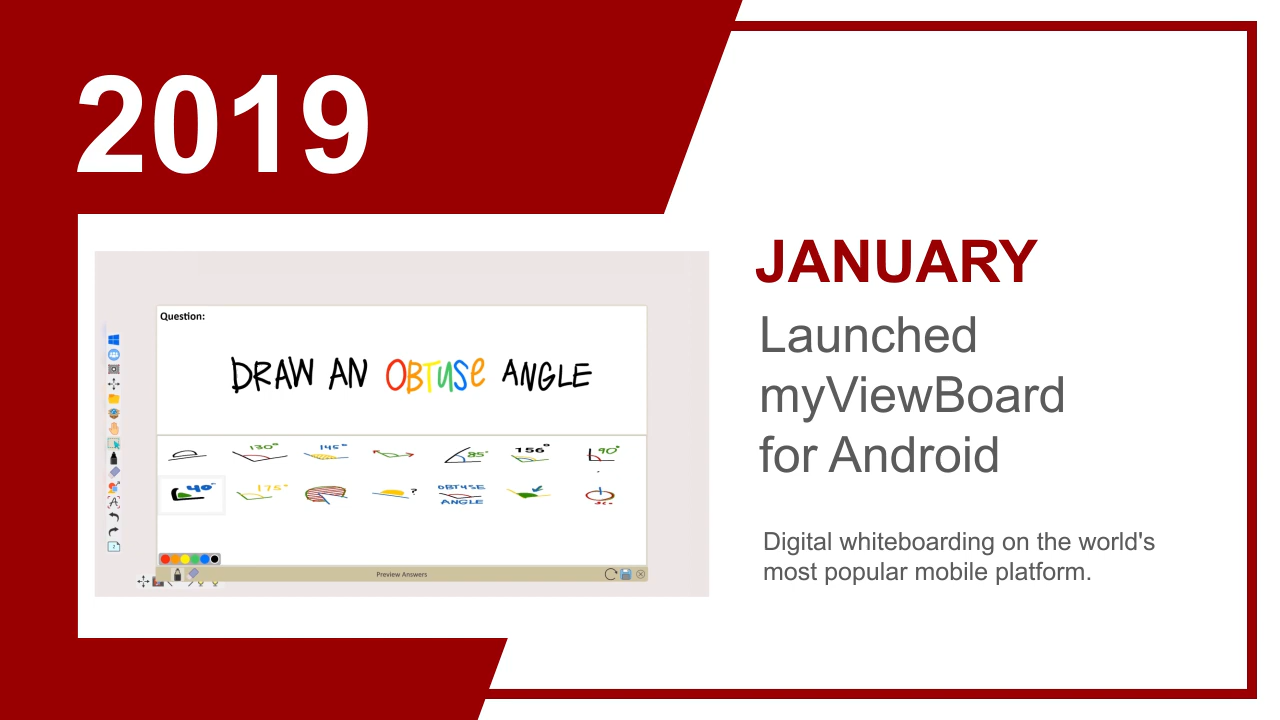 2019
JANUARY
Launched
myViewBoard
for Android
Digital whiteboarding on the world's
most popular mobile platform.
Question:
DRAW AN OBTUSE ANGLE
130° 145° 85° 156° 90°
40° 175° ? OBTUSE
ANGLE
Preview Answers